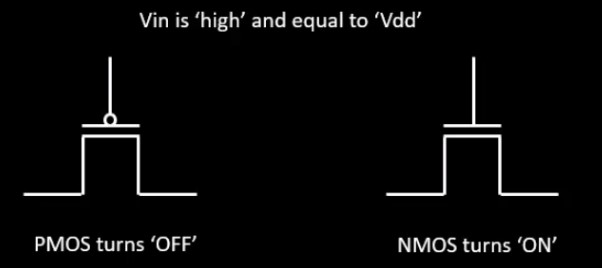 Vin is ‘high’ and equal to ‘Vdd’
PMOS turns ‘OFF’
NMOS turns ‘ON’